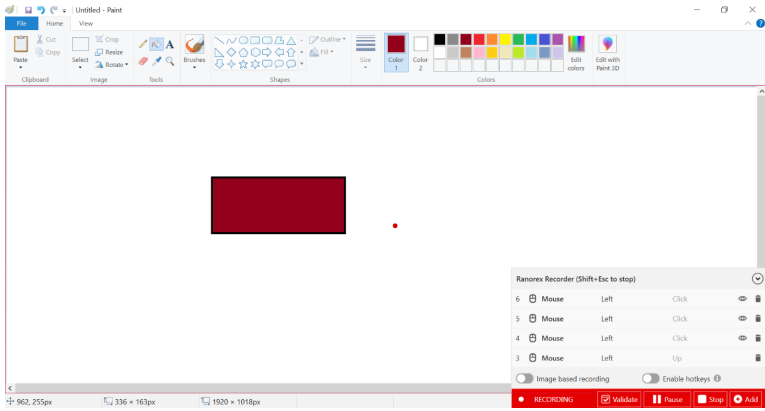 Untitled - Paint
File Home View
Paste
Cut
Copy
Clipboard
Select
Crop
Resize
Rotate
Image
Tools
Brushes
Shapes
Outline
Fill
Size
Color 1
Color 2
Colors
Edit colors
Edit with Paint 3D
Ranorex Recorder (Shift+Esc to stop)
6 Mouse Left Click
5 Mouse Left Click
4 Mouse Left Click
3 Mouse Left Up
Image based recording Enable hotkeys
RECORDING Validate Pause Stop Add
962, 255px 336 × 163px 1920 × 1018px